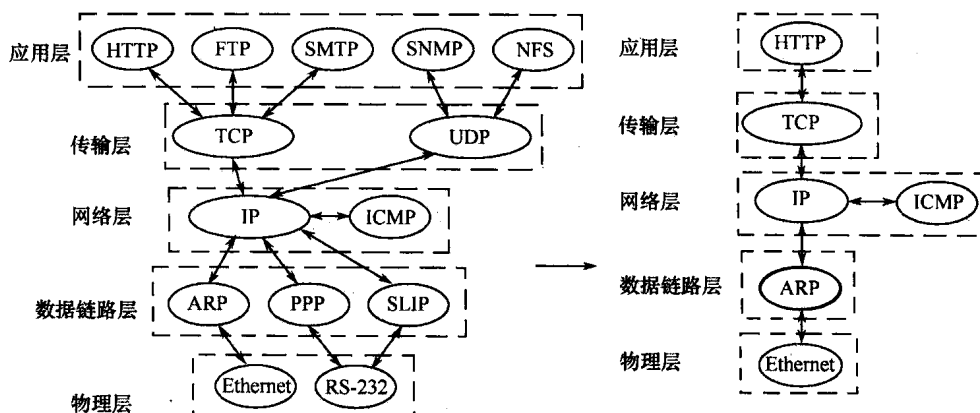 应用层 HTTP FTP SMTP SNMP NFS
传输层 TCP UDP
网络层 IP ICMP
数据链路层 ARP PPP SLIP
物理层 Ethernet RS-232
应用层 HTTP
传输层 TCP
网络层 IP ICMP
数据链路层 ARP
物理层 Ethernet